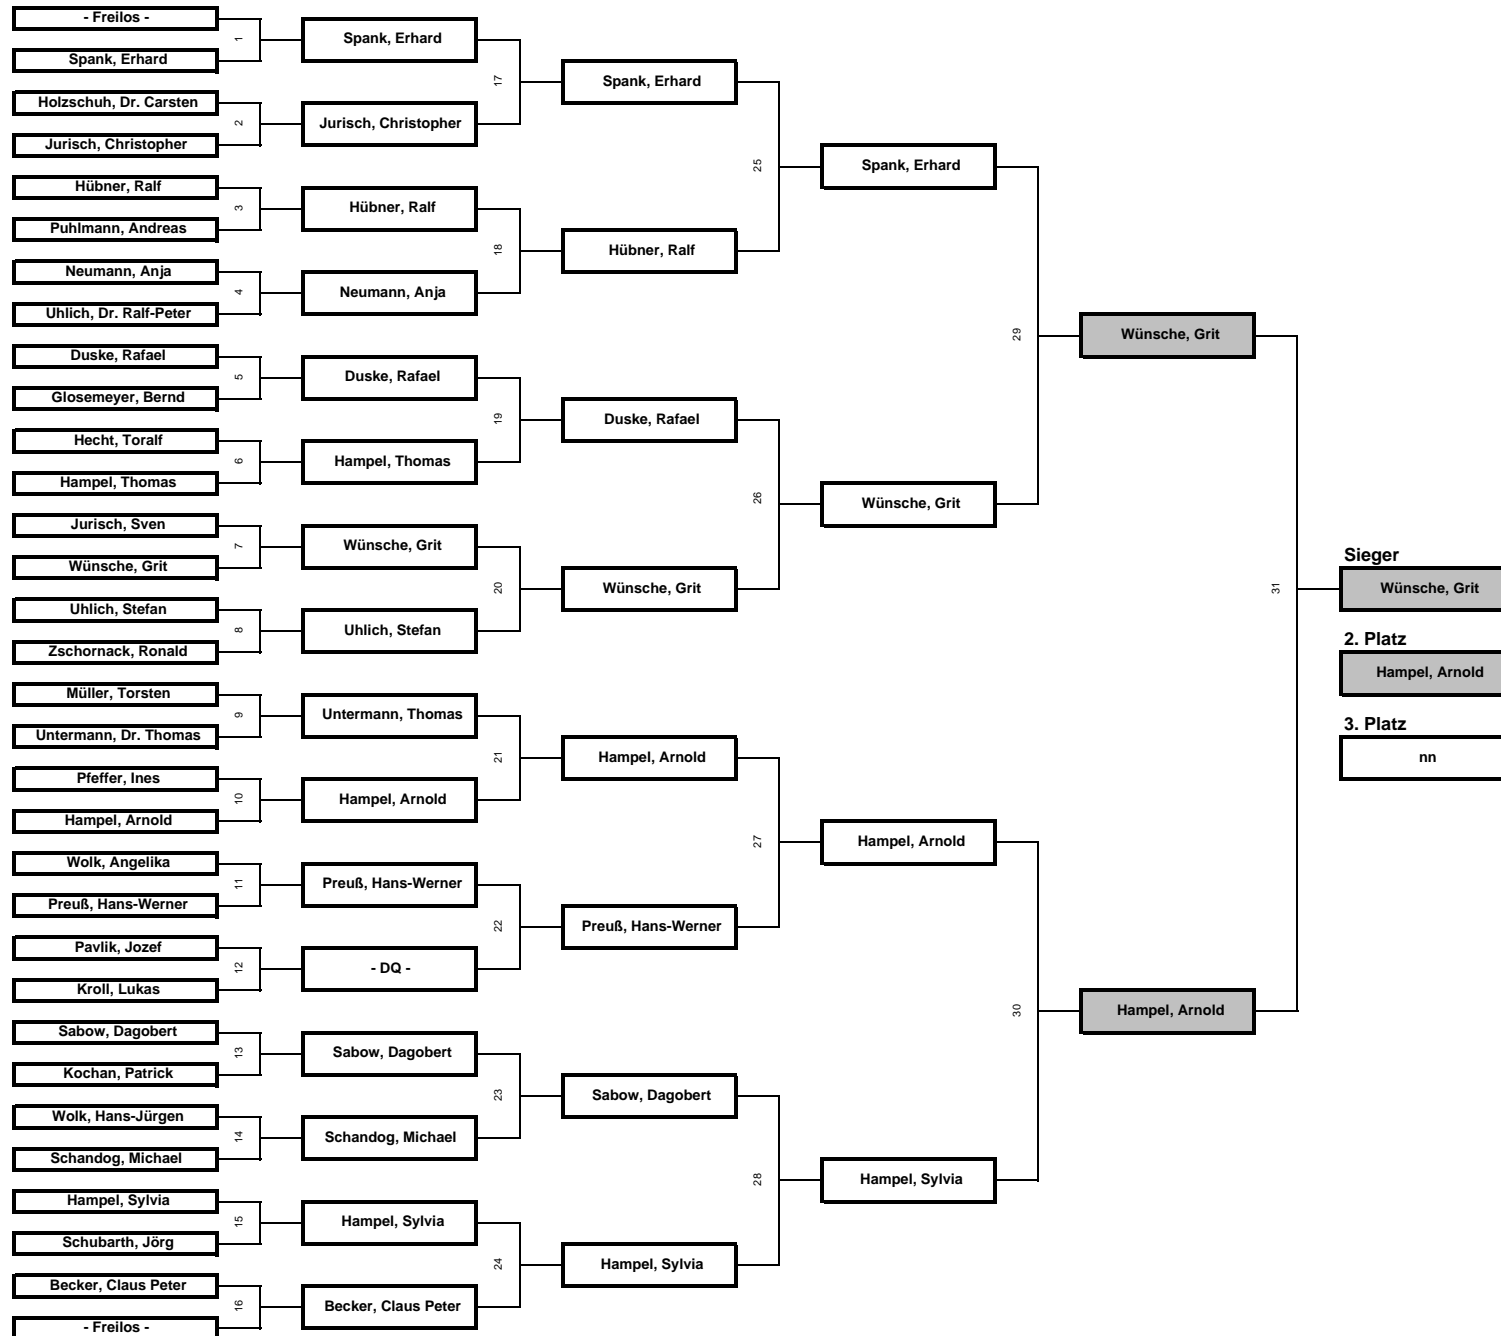 - Freilos -
Spank, Erhard
Holzschuh, Dr. Carsten
Jurisch, Christopher
Hübner, Ralf
Puhlmann, Andreas
Neumann, Anja
Uhlich, Dr. Ralf-Peter
Duske, Rafael
Glosemeyer, Bernd
Hecht, Toralf
Hampel, Thomas
Jurisch, Sven
Wünsche, Grit
Uhlich, Stefan
Zschornack, Ronald
Müller, Torsten
Untermann, Dr. Thomas
Pfeffer, Ines
Hampel, Arnold
Wolk, Angelika
Preuß, Hans-Werner
Pavlik, Jozef
Kroll, Lukas
Sabow, Dagobert
Kochan, Patrick
Wolk, Hans-Jürgen
Schandog, Michael
Hampel, Sylvia
Schubarth, Jörg
Becker, Claus Peter
- Freilos -
1
2
3
4
5
6
7
8
9
10
11
12
13
14
15
16
Spank, Erhard
Jurisch, Christopher
Hübner, Ralf
Neumann, Anja
Duske, Rafael
Hampel, Thomas
Wünsche, Grit
Uhlich, Stefan
Untermann, Thomas
Hampel, Arnold
Preuß, Hans-Werner
- DQ -
Sabow, Dagobert
Schandog, Michael
Hampel, Sylvia
Becker, Claus Peter
17
18
19
20
21
22
23
24
Spank, Erhard
Hübner, Ralf
Duske, Rafael
Wünsche, Grit
Hampel, Arnold
Preuß, Hans-Werner
Sabow, Dagobert
Hampel, Sylvia
25
26
27
28
Spank, Erhard
Wünsche, Grit
Hampel, Arnold
Hampel, Sylvia
29
30
Wünsche, Grit
Hampel, Arnold
31
Sieger
Wünsche, Grit
2. Platz
Hampel, Arnold
3. Platz
nn